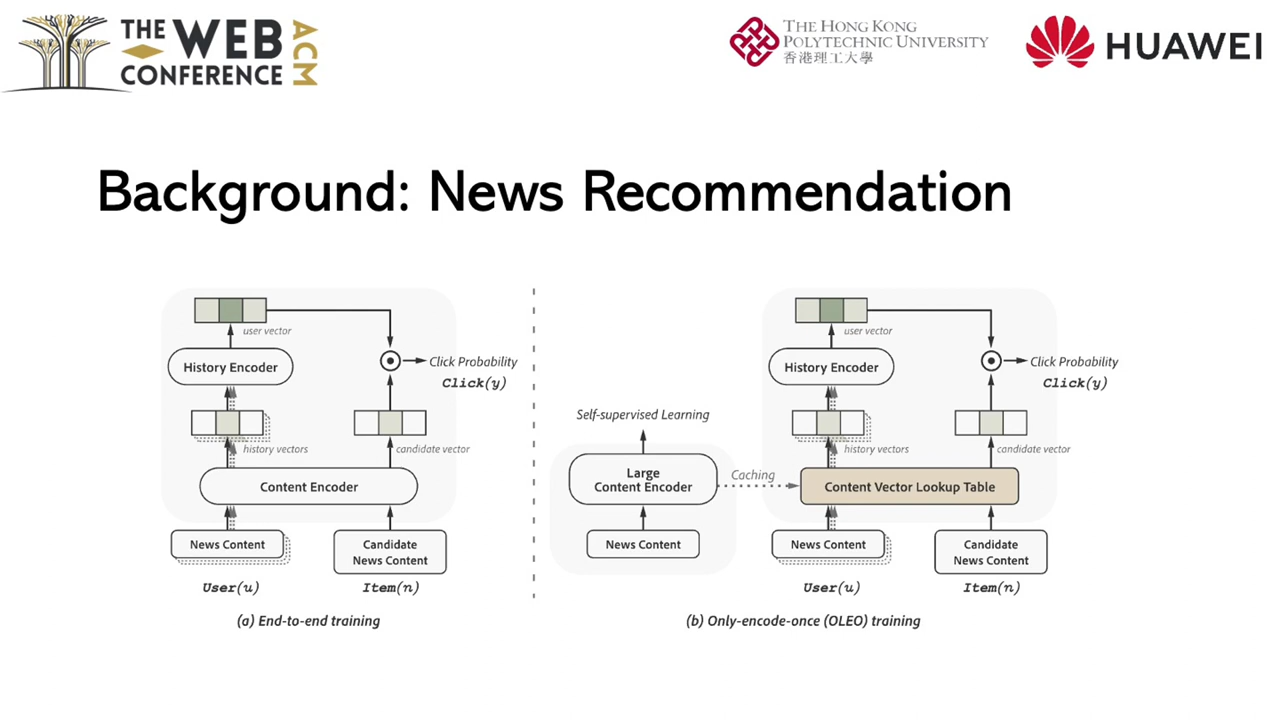 THE WEB
CONFERENCE
ACM
THE HONG KONG
POLYTECHNIC UNIVERSITY
香港理工大學
HUAWEI
Background: News Recommendation
user vector
History Encoder
Click Probability
Click(y)
history vectors
candidate vector
Content Encoder
News Content
Candidate
News Content
User(u)
Item(n)
(a) End-to-end training
Self-supervised Learning
Large
Content Encoder
Caching
News Content
user vector
History Encoder
Click Probability
Click(y)
history vectors
candidate vector
Content Vector Lookup Table
News Content
Candidate
News Content
User(u)
Item(n)
(b) Only-encode-once (OLEO) training